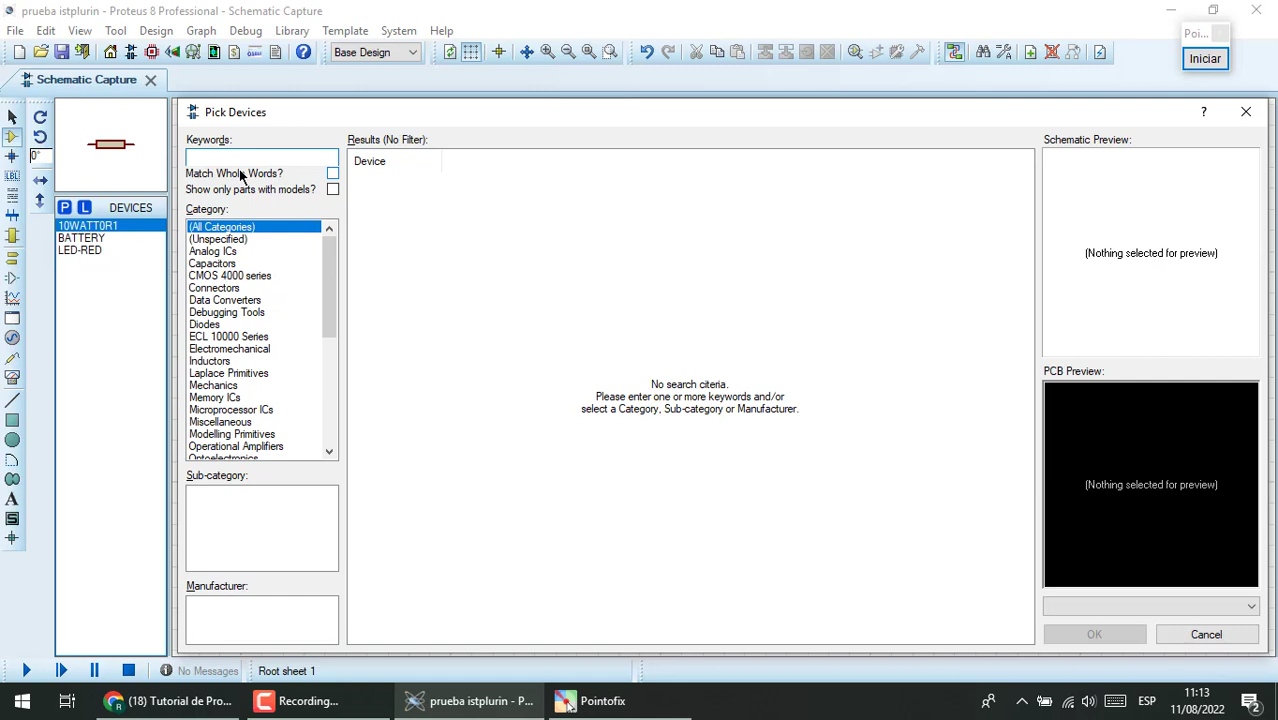 prueba istplurin - Proteus 8 Professional - Schematic Capture
File Edit View Tool Design Graph Debug Library Template System Help
Base Design
Poi...
Iniciar
Schematic Capture
Pick Devices
Keywords:
Results (No Filter):
Schematic Preview:
Device
Match Whole Words?
Show only parts with models?
0°
LBL
P L DEVICES
10WATT0R1
BATTERY
LED-RED
Category:
(All Categories)
(Unspecified)
Analog ICs
Capacitors
CMOS 4000 series
Connectors
Data Converters
Debugging Tools
Diodes
ECL 10000 Series
Electromechanical
Inductors
Laplace Primitives
Mechanics
Memory ICs
Microprocessor ICs
Miscellaneous
Modelling Primitives
Operational Amplifiers
Optoelectronics
(Nothing selected for preview)
No search citeria.
Please enter one or more keywords and/or
select a Category, Sub-category or Manufacturer.
PCB Preview:
(Nothing selected for preview)
Sub-category:
Manufacturer:
A
S
OK Cancel
No Messages Root sheet 1
(18) Tutorial de Pro... Recording... prueba istplurin - P... Pointofix
ESP
11:13
11/08/2022
2